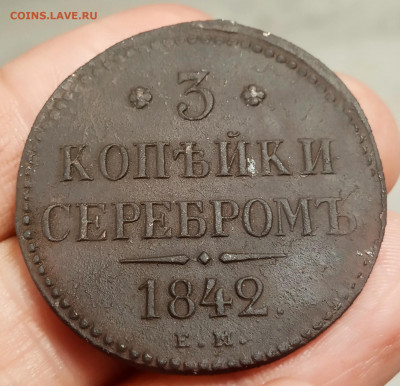 COINS.LAVE.RU
3
КОПѢЙКИ
СЕРЕБРОМЪ
1842.
Е.М.